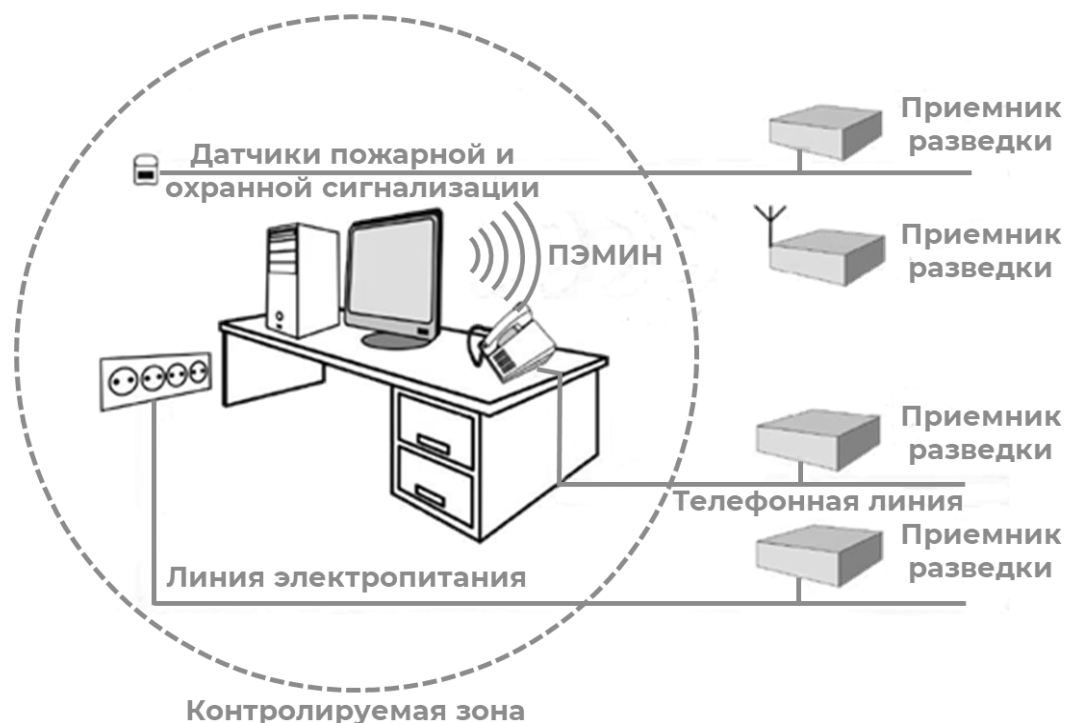 Приемник
разведки
Датчики пожарной и
охранной сигнализации
Приемник
разведки
ПЭМИН
Приемник
разведки
Телефонная линия
Приемник
разведки
Линия электропитания
Контролируемая зона